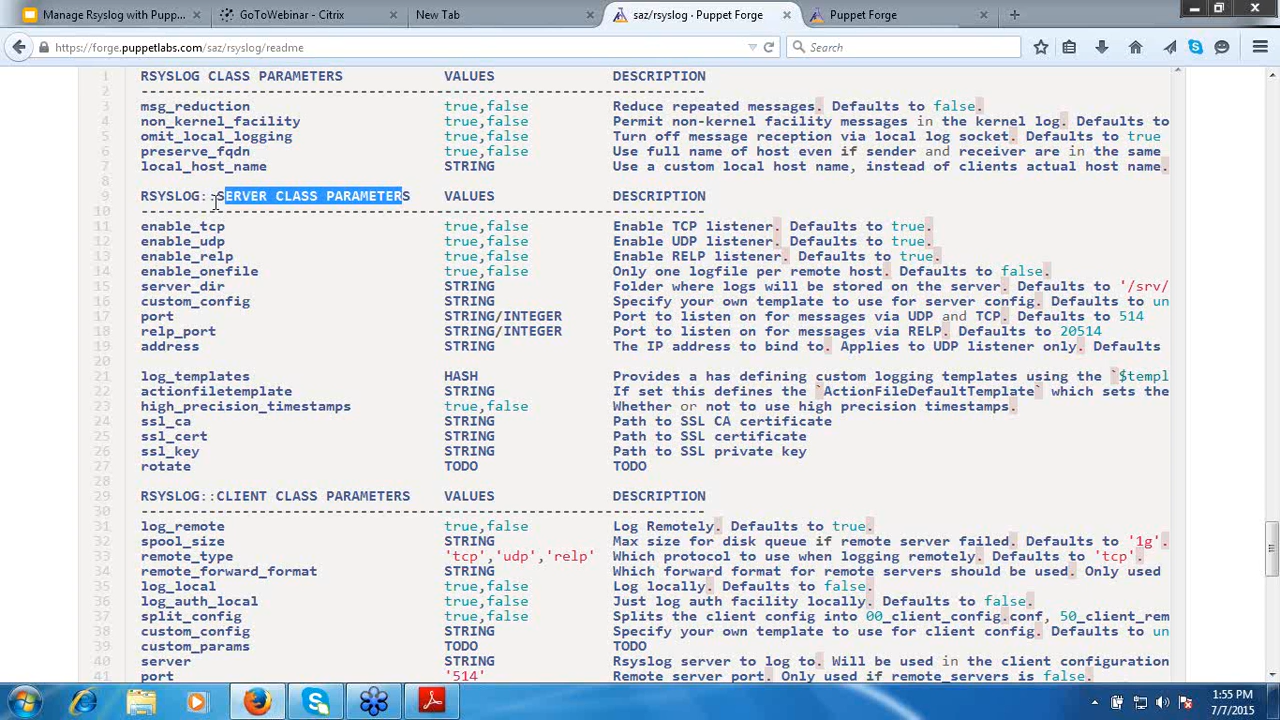 Manage Rsyslog with Pupp... × GoToWebinar - Citrix × New Tab × saz/rsyslog · Puppet Forge × Puppet Forge × +
https://forge.puppetlabs.com/saz/rsyslog/readme Search
1 RSYSLOG CLASS PARAMETERS VALUES DESCRIPTION
2 -------------------------------------------------------------------
3 msg_reduction true,false Reduce repeated messages. Defaults to false.
4 non_kernel_facility true,false Permit non-kernel facility messages in the kernel log. Defaults to
5 omit_local_logging true,false Turn off message reception via local log socket. Defaults to true
6 preserve_fqdn true,false Use full name of host even if sender and receiver are in the same
7 local_host_name STRING Use a custom local host name, instead of clients actual host name.
8
9 RSYSLOG::SERVER CLASS PARAMETERS VALUES DESCRIPTION
10 -------------------------------------------------------------------
11 enable_tcp true,false Enable TCP listener. Defaults to true.
12 enable_udp true,false Enable UDP listener. Defaults to true.
13 enable_relp true,false Enable RELP listener. Defaults to true.
14 enable_onefile true,false Only one logfile per remote host. Defaults to false.
15 server_dir STRING Folder where logs will be stored on the server. Defaults to '/srv/
16 custom_config STRING Specify your own template to use for server config. Defaults to un
17 port STRING/INTEGER Port to listen on for messages via UDP and TCP. Defaults to 514
18 relp_port STRING/INTEGER Port to listen on for messages via RELP. Defaults to 20514
19 address STRING The IP address to bind to. Applies to UDP listener only. Defaults
20
21 log_templates HASH Provides a has defining custom logging templates using the `$templ
22 actionfiletemplate STRING If set this defines the `ActionFileDefaultTemplate` which sets the
23 high_precision_timestamps true,false Whether or not to use high precision timestamps.
24 ssl_ca STRING Path to SSL CA certificate
25 ssl_cert STRING Path to SSL certificate
26 ssl_key STRING Path to SSL private key
27 rotate TODO TODO
28
29 RSYSLOG::CLIENT CLASS PARAMETERS VALUES DESCRIPTION
30 -------------------------------------------------------------------
31 log_remote true,false Log Remotely. Defaults to true.
32 spool_size STRING Max size for disk queue if remote server failed. Defaults to '1g'.
33 remote_type 'tcp','udp','relp' Which protocol to use when logging remotely. Defaults to 'tcp'.
34 remote_forward_format STRING Which forward format for remote servers should be used. Only used
35 log_local true,false Log locally. Defaults to false.
36 log_auth_local true,false Just log auth facility locally. Defaults to false.
37 split_config true,false Splits the client config into 00_client_config.conf, 50_client_rem
38 custom_config STRING Specify your own template to use for client config. Defaults to un
39 custom_params TODO TODO
40 server STRING Rsyslog server to log to. Will be used in the client configuration
41 port '514' Remote server port. Only used if remote_servers is false.
1:55 PM
7/7/2015